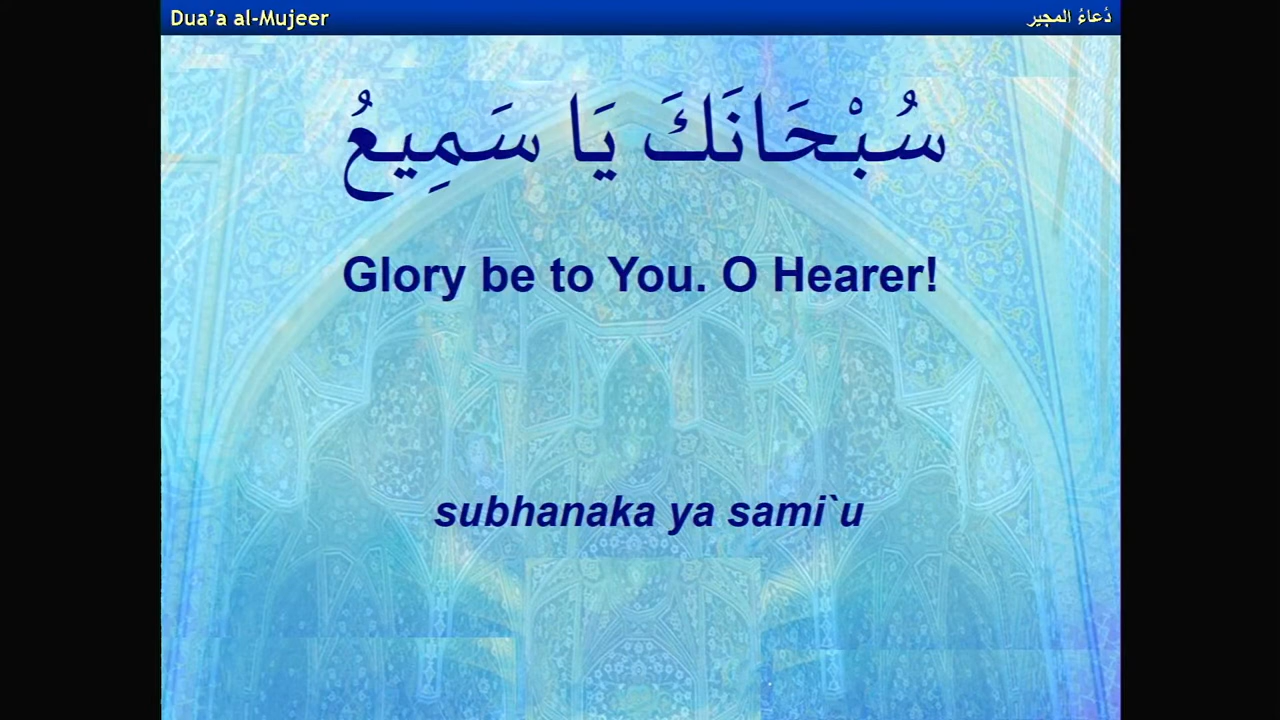 Dua’a al-Mujeer
دُعاءُ المجير
سُبْحَانَكَ يَا سَمِيعُ
Glory be to You. O Hearer!
subhanaka ya sami`u